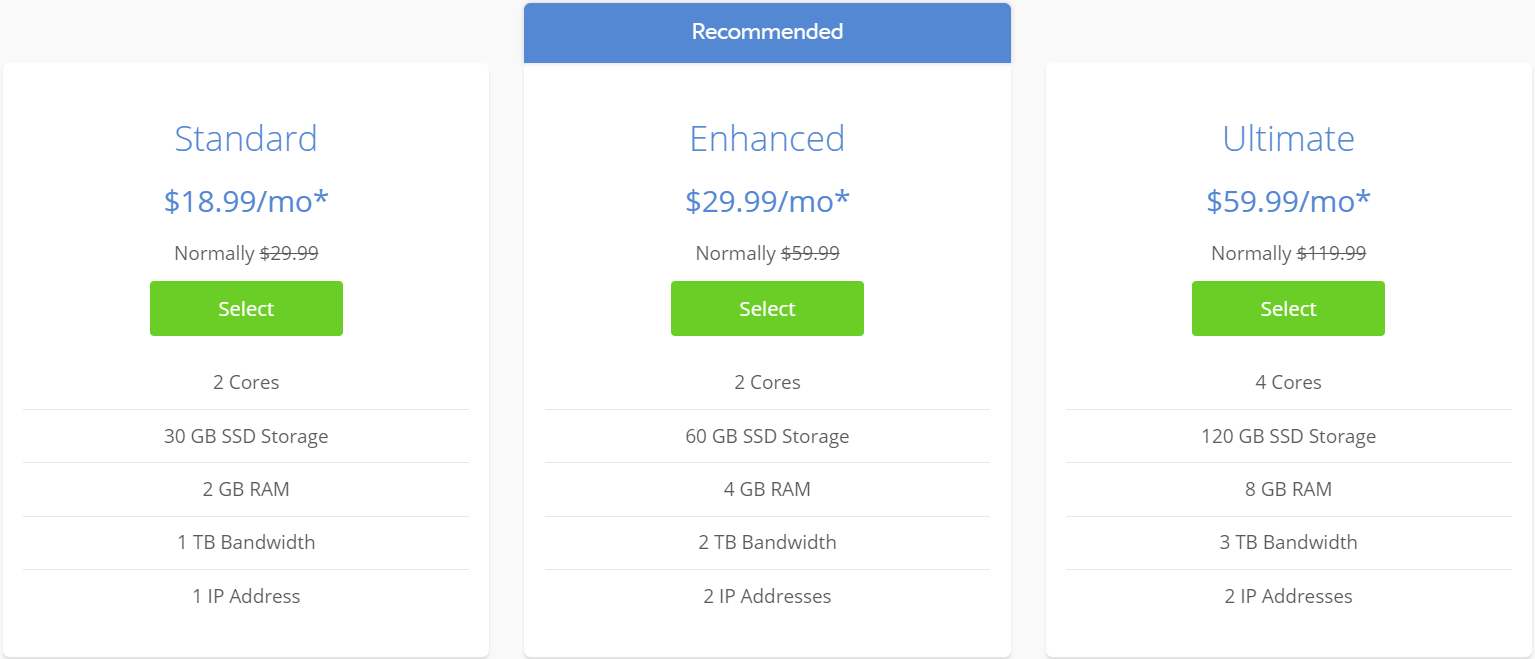 Recommended
Standard
$18.99/mo*
Normally $29.99
Select
2 Cores
30 GB SSD Storage
2 GB RAM
1 TB Bandwidth
1 IP Address
Enhanced
$29.99/mo*
Normally $59.99
Select
2 Cores
60 GB SSD Storage
4 GB RAM
2 TB Bandwidth
2 IP Addresses
Ultimate
$59.99/mo*
Normally $119.99
Select
4 Cores
120 GB SSD Storage
8 GB RAM
3 TB Bandwidth
2 IP Addresses